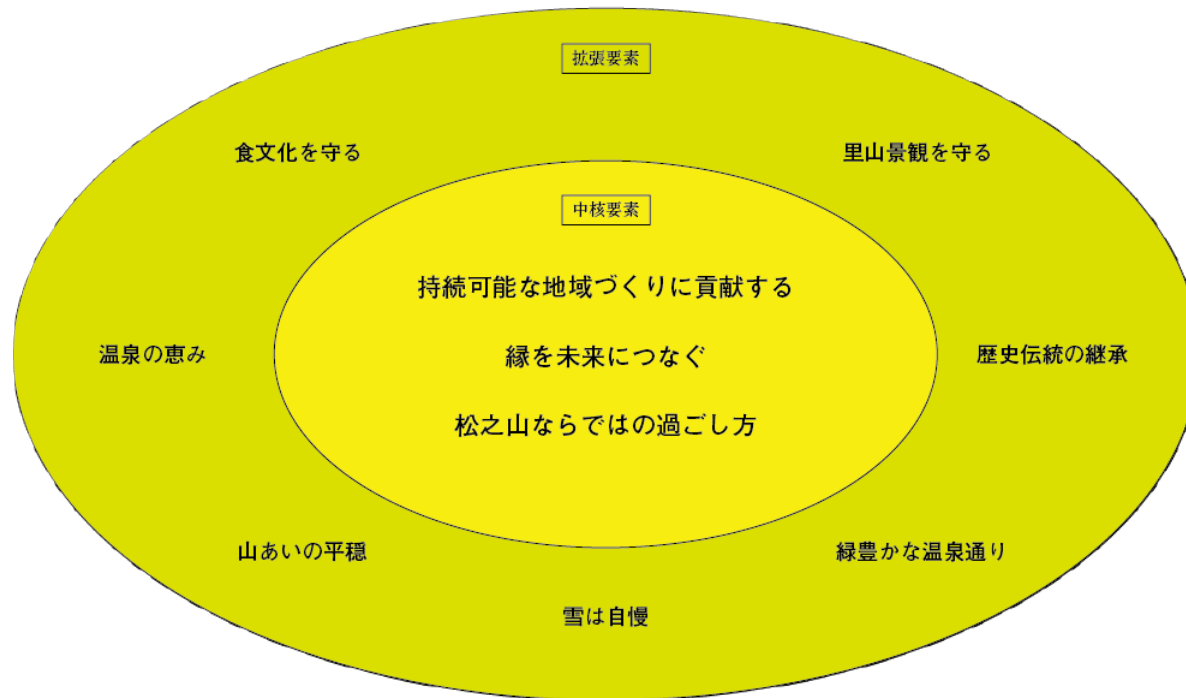 拡張要素
食文化を守る
里山景観を守る
中核要素
持続可能な地域づくりに貢献する
温泉の恵み
縁を未来につなぐ
歴史伝統の継承
松之山ならではの過ごし方
山あいの平穏
緑豊かな温泉通り
雪は自慢